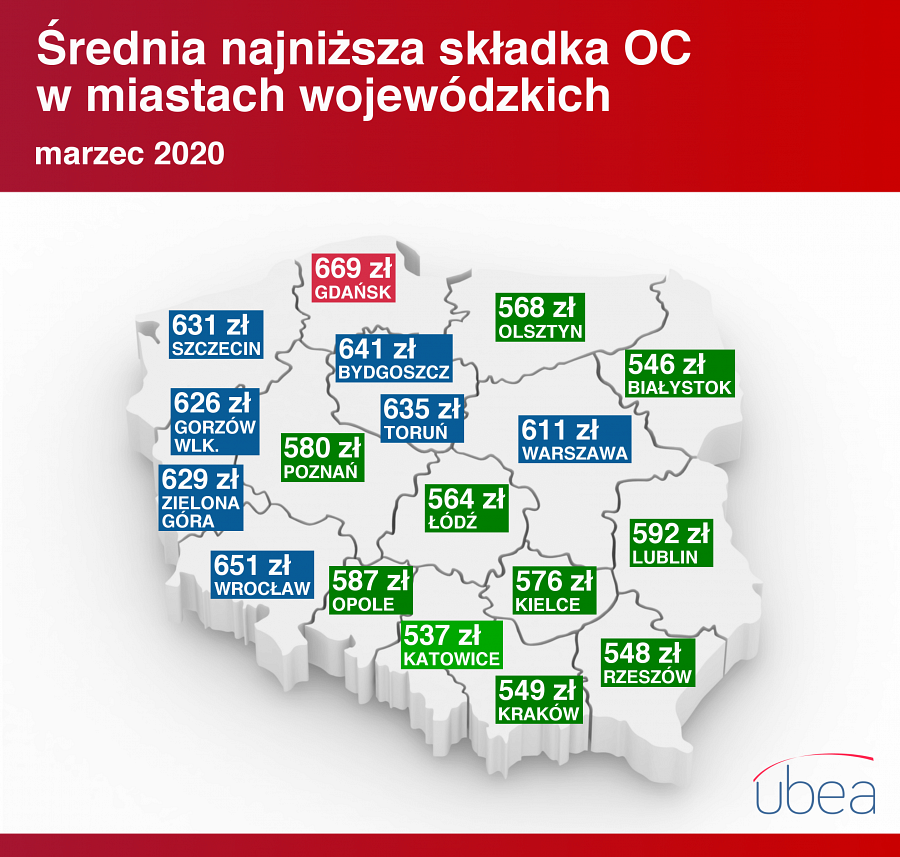 Średnia najniższa składka OC
w miastach wojewódzkich
marzec 2020
669 zł
GDAŃSK
568 zł
OLSZTYN
631 zł
SZCZECIN
641 zł
BYDGOSZCZ
546 zł
BIAŁYSTOK
626 zł
GORZÓW
WLK.
635 zł
TORUŃ
611 zł
WARSZAWA
580 zł
POZNAŃ
629 zł
ZIELONA
GÓRA
564 zł
ŁÓDŹ
592 zł
LUBLIN
651 zł
WROCŁAW
587 zł
OPOLE
576 zł
KIELCE
537 zł
KATOWICE
548 zł
RZESZÓW
549 zł
KRAKÓW
ubea